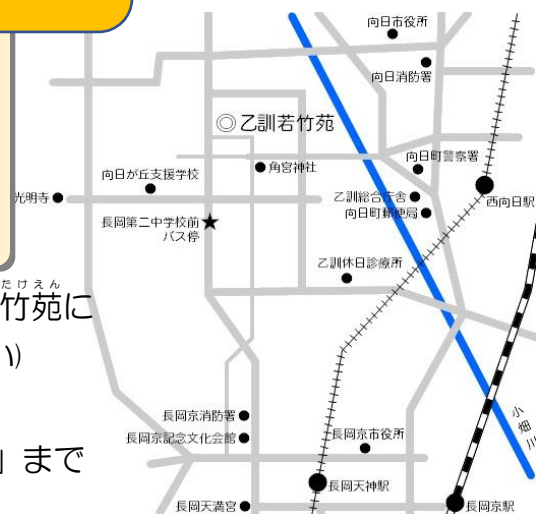 向日市役所
向日消防署
◎乙訓若竹苑
向日町警察署
角宮神社
向日が丘支援学校
光明寺
乙訓総合庁舎
西向日駅
向日町郵便局
長岡第二中学校前
バス停
乙訓休日診療所
たけえん
竹苑に
い)
小畑川
長岡京消防署
長岡京記念文化会館
長岡京市役所
」まで
長岡天神駅
長岡天満宮
長岡京駅